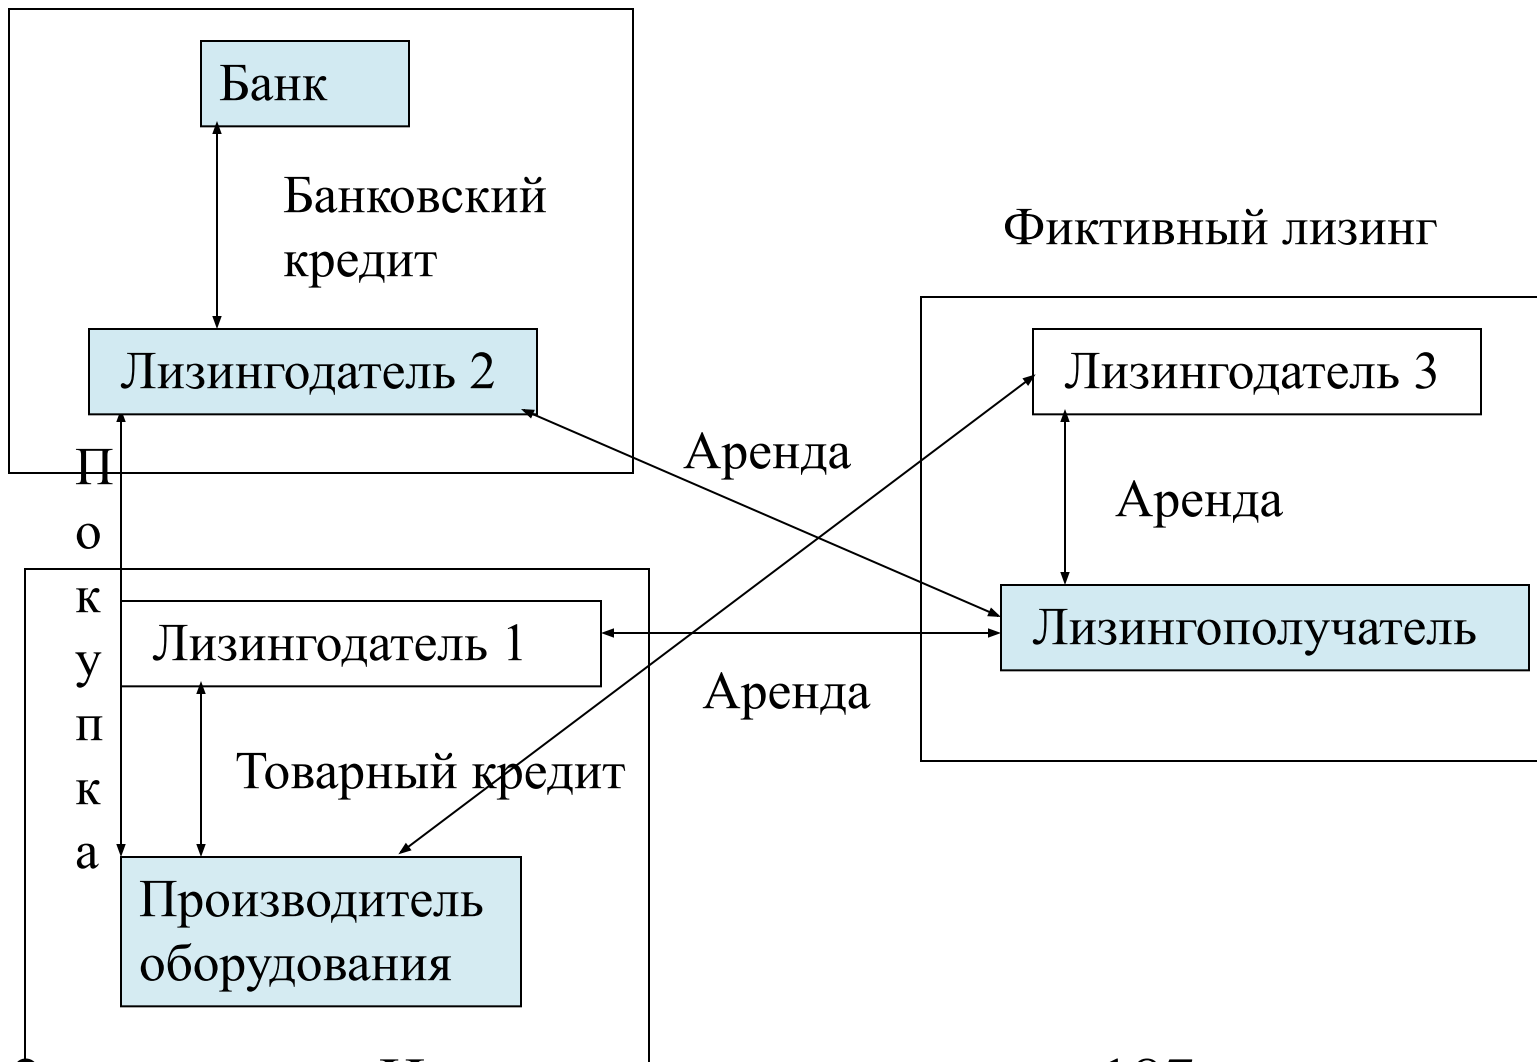 Банк
Банковский
кредит
Фиктивный лизинг
Лизингодатель 2
Лизингодатель 3
Аренда
Аренда
Покупка
Лизингодатель 1
Лизингополучатель
Аренда
Товарный кредит
Производитель
оборудования